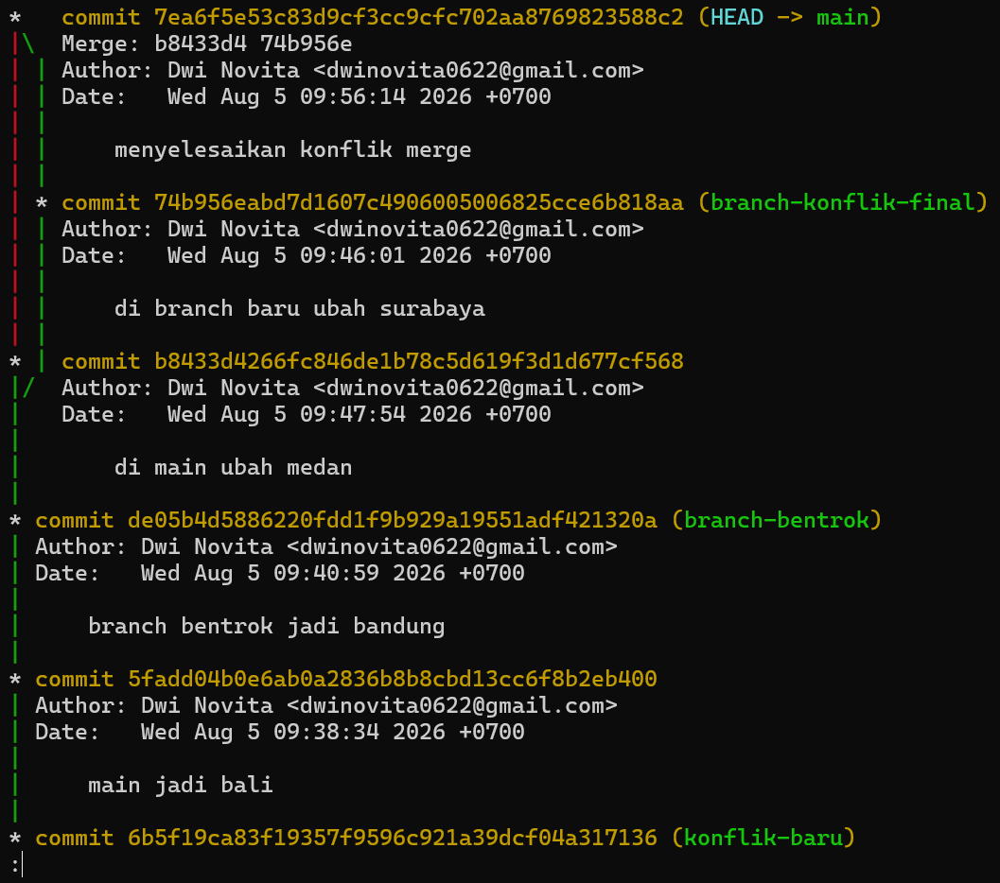 *   commit 7ea6f5e53c83d9cf3cc9cfc702aa8769823588c2 (HEAD -> main)
|\  Merge: b8433d4 74b956e
| | Author: Dwi Novita <dwinovita0622@gmail.com>
| | Date:   Wed Aug 5 09:56:14 2026 +0700
| |
| |     menyelesaikan konflik merge
| |
| * commit 74b956eabd7d1607c4906005006825cce6b818aa (branch-konflik-final)
| | Author: Dwi Novita <dwinovita0622@gmail.com>
| | Date:   Wed Aug 5 09:46:01 2026 +0700
| |
| |     di branch baru ubah surabaya
| |
* | commit b8433d4266fc846de1b78c5d619f3d1d677cf568
|/  Author: Dwi Novita <dwinovita0622@gmail.com>
|   Date:   Wed Aug 5 09:47:54 2026 +0700
|
|       di main ubah medan
|
* commit de05b4d5886220fdd1f9b929a19551adf421320a (branch-bentrok)
| Author: Dwi Novita <dwinovita0622@gmail.com>
| Date:   Wed Aug 5 09:40:59 2026 +0700
|
|     branch bentrok jadi bandung
|
* commit 5fadd04b0e6ab0a2836b8b8cbd13cc6f8b2eb400
| Author: Dwi Novita <dwinovita0622@gmail.com>
| Date:   Wed Aug 5 09:38:34 2026 +0700
|
|     main jadi bali
|
* commit 6b5f19ca83f19357f9596c921a39dcf04a317136 (konflik-baru)
: